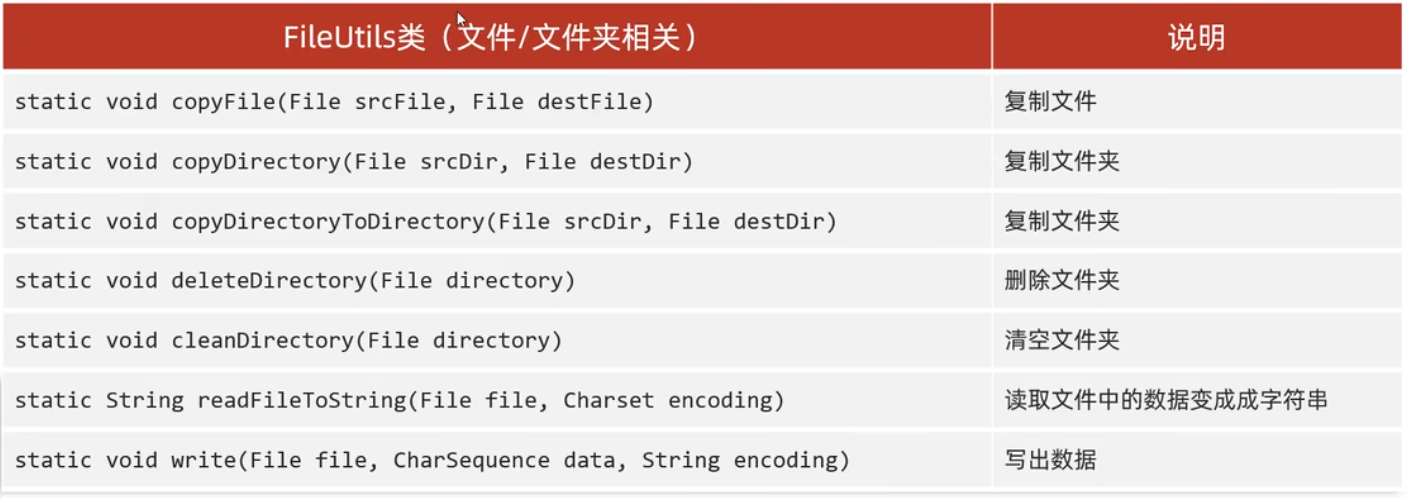 FileUtils类（文件/文件夹相关） 说明
static void copyFile(File srcFile, File destFile) 复制文件
static void copyDirectory(File srcDir, File destDir) 复制文件夹
static void copyDirectoryToDirectory(File srcDir, File destDir) 复制文件夹
static void deleteDirectory(File directory) 删除文件夹
static void cleanDirectory(File directory) 清空文件夹
static String readFileToString(File file, Charset encoding) 读取文件中的数据变成成字符串
static void write(File file, CharSequence data, String encoding) 写出数据